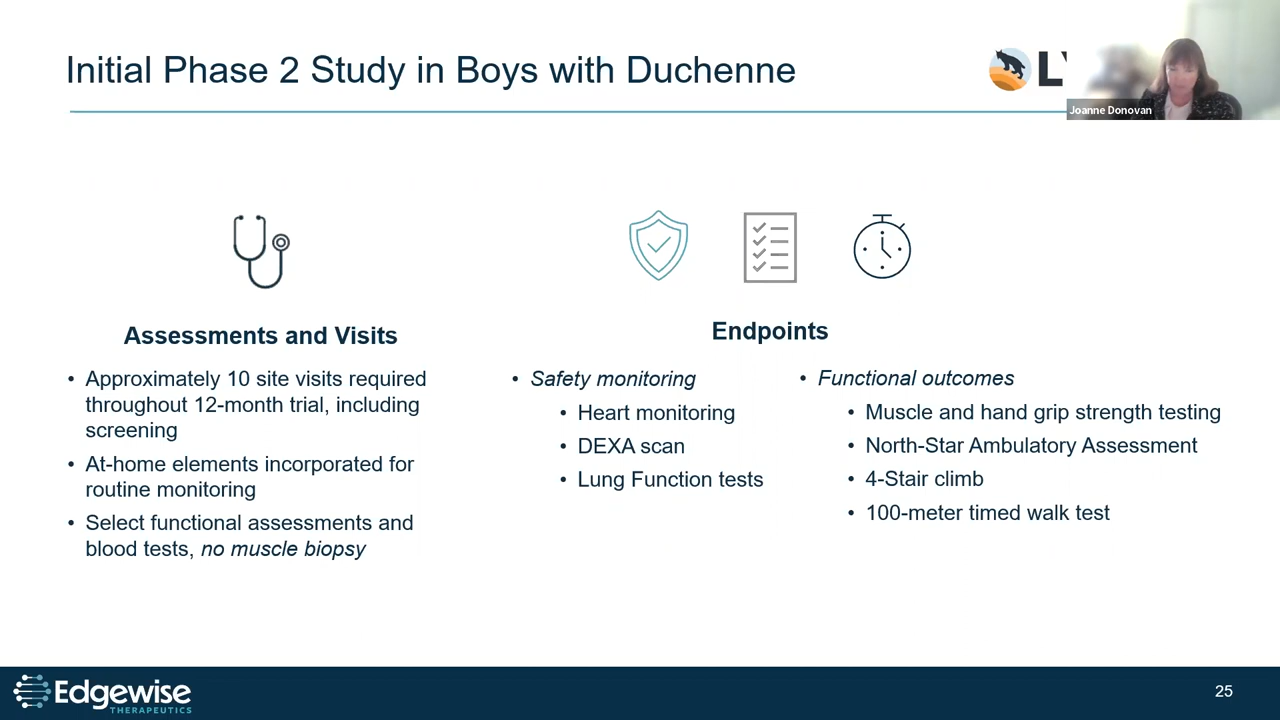 Initial Phase 2 Study in Boys with Duchenne
Joanne Donovan
Assessments and Visits
• Approximately 10 site visits required
throughout 12-month trial, including
screening
• At-home elements incorporated for
routine monitoring
• Select functional assessments and
blood tests, no muscle biopsy
Endpoints
• Safety monitoring
• Heart monitoring
• DEXA scan
• Lung Function tests
• Functional outcomes
• Muscle and hand grip strength testing
• North-Star Ambulatory Assessment
• 4-Stair climb
• 100-meter timed walk test
Edgewise
THERAPEUTICS
25